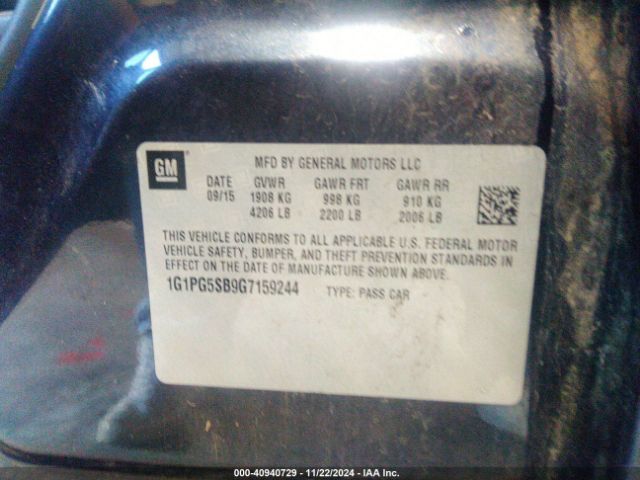 GM
MFD BY GENERAL MOTORS LLC
DATE GVWR GAWR FRT GAWR RR
09/15 1908 KG 998 KG 910 KG
4206 LB 2200 LB 2006 LB
THIS VEHICLE CONFORMS TO ALL APPLICABLE U.S. FEDERAL MOTOR
VEHICLE SAFETY, BUMPER, AND THEFT PREVENTION STANDARDS IN
EFFECT ON THE DATE OF MANUFACTURE SHOWN ABOVE.
1G1PG5SB9G7159244 TYPE: PASS CAR
000-40940729 - 11/22/2024 - IAA Inc.